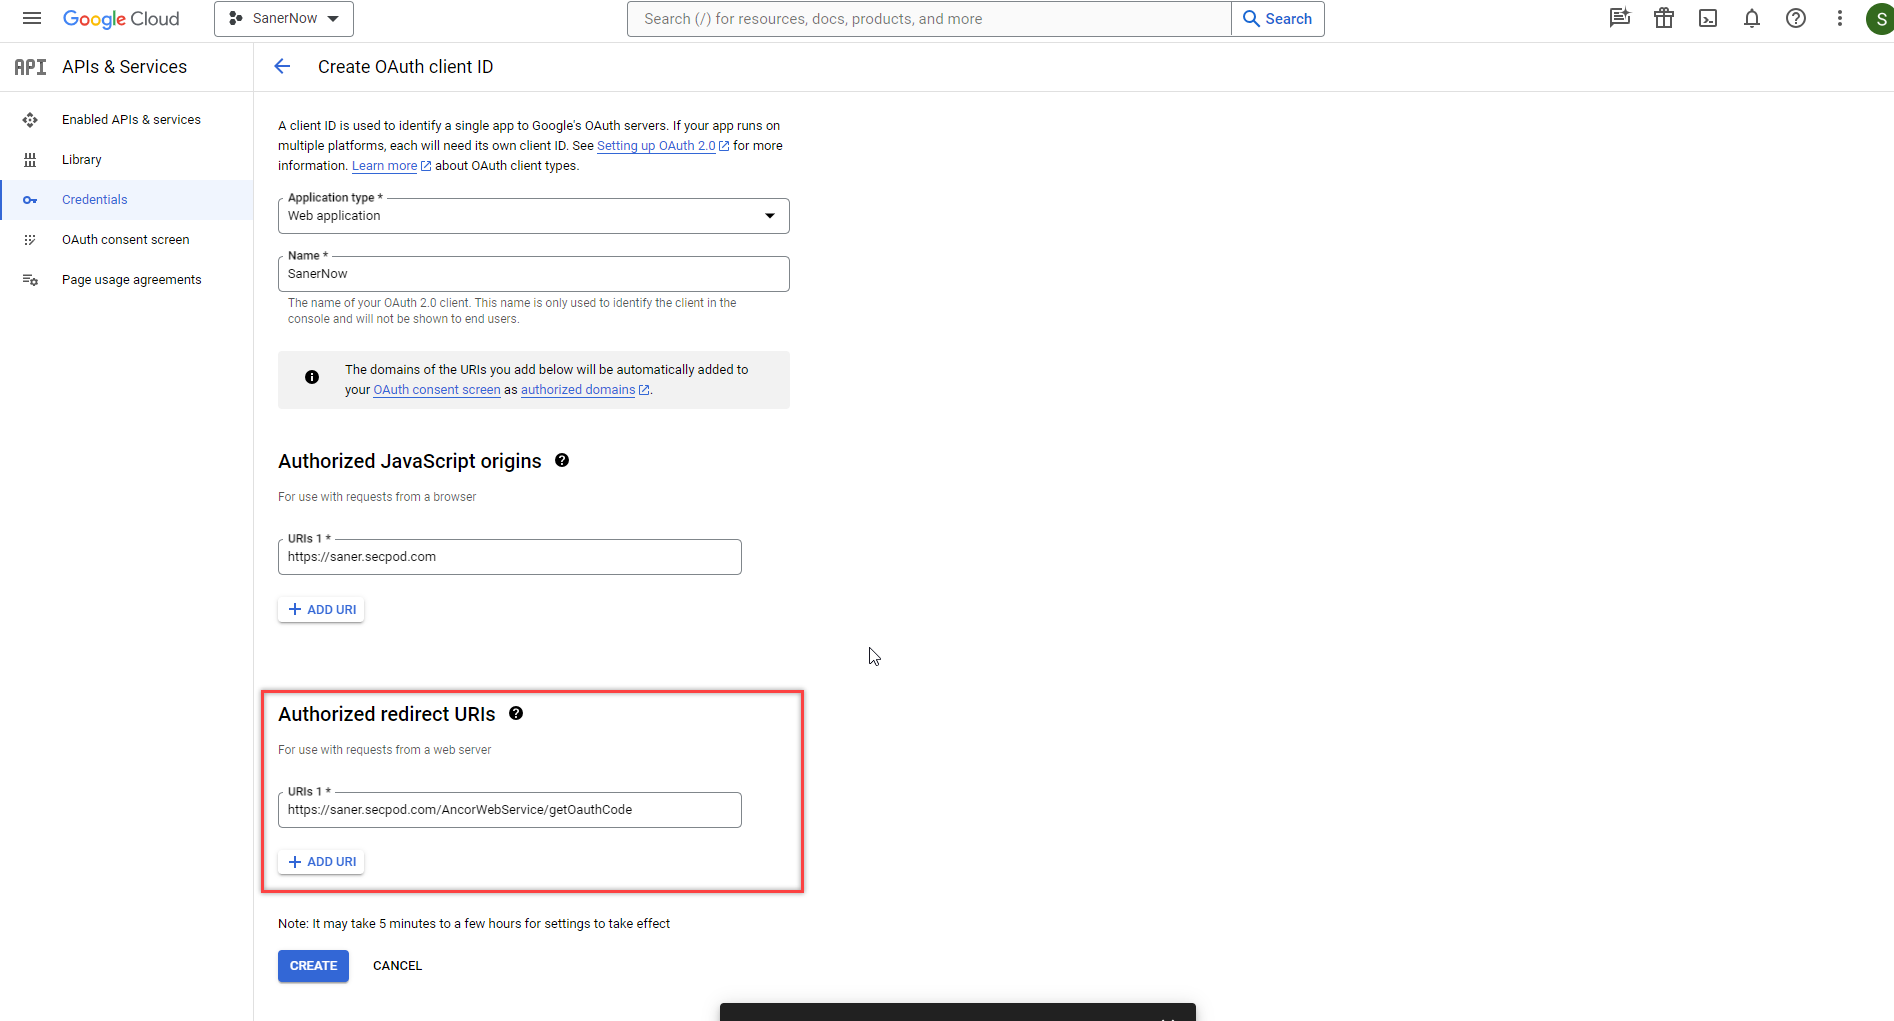 Google Cloud
SanerNow
Search (/) for resources, docs, products, and more
Search
S
API
APIs & Services
Create OAuth client ID
Enabled APIs & services
Library
Credentials
OAuth consent screen
Page usage agreements
A client ID is used to identify a single app to Google's OAuth servers. If your app runs on
multiple platforms, each will need its own client ID. See Setting up OAuth 2.0 for more
information. Learn more about OAuth client types.
Application type *
Web application
Name *
SanerNow
The name of your OAuth 2.0 client. This name is only used to identify the client in the
console and will not be shown to end users.
The domains of the URIs you add below will be automatically added to
your OAuth consent screen as authorized domains.
Authorized JavaScript origins
For use with requests from a browser
URIs 1 *
https://saner.secpod.com
+ ADD URI
Authorized redirect URIs
For use with requests from a web server
URIs 1 *
https://saner.secpod.com/AncorWebService/getOauthCode
+ ADD URI
Note: It may take 5 minutes to a few hours for settings to take effect
CREATE
CANCEL